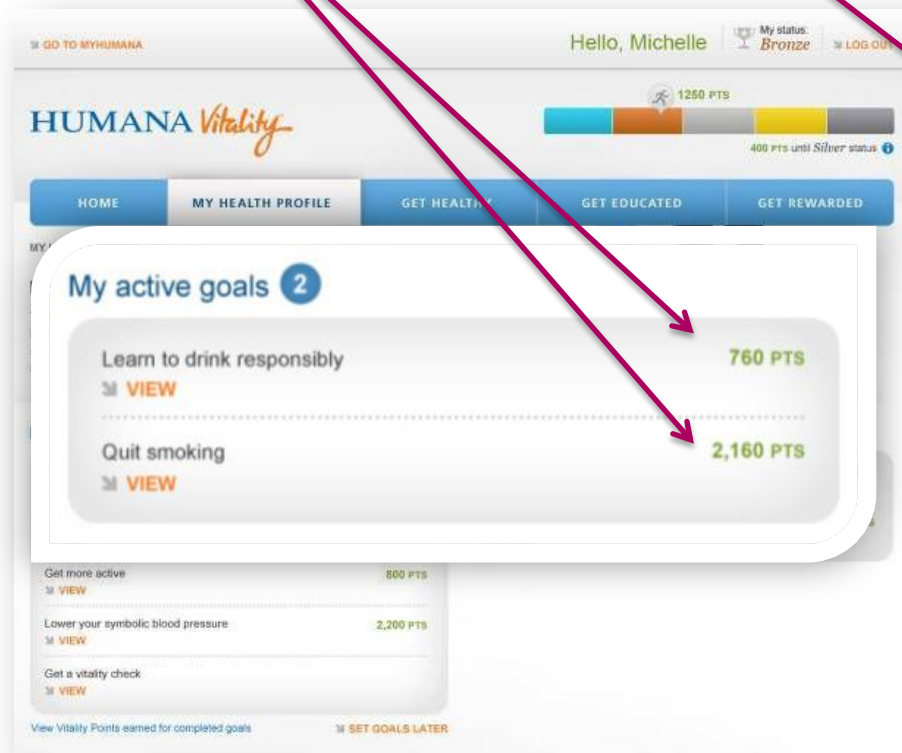 GO TO MYHUMANA
Hello, Michelle
My status:
Bronze
LOG OUT
HUMANA Vitality
1250 PTS
400 PTS until Silver status
HOME MY HEALTH PROFILE GET HEALTHY GET EDUCATED GET REWARDED
My active goals 2
Learn to drink responsibly 760 PTS
VIEW
Quit smoking 2,160 PTS
VIEW
Get more active 800 PTS
VIEW
Lower your symbolic blood pressure 2,200 PTS
VIEW
Get a vitality check
VIEW
View Vitality Points earned for completed goals SET GOALS LATER